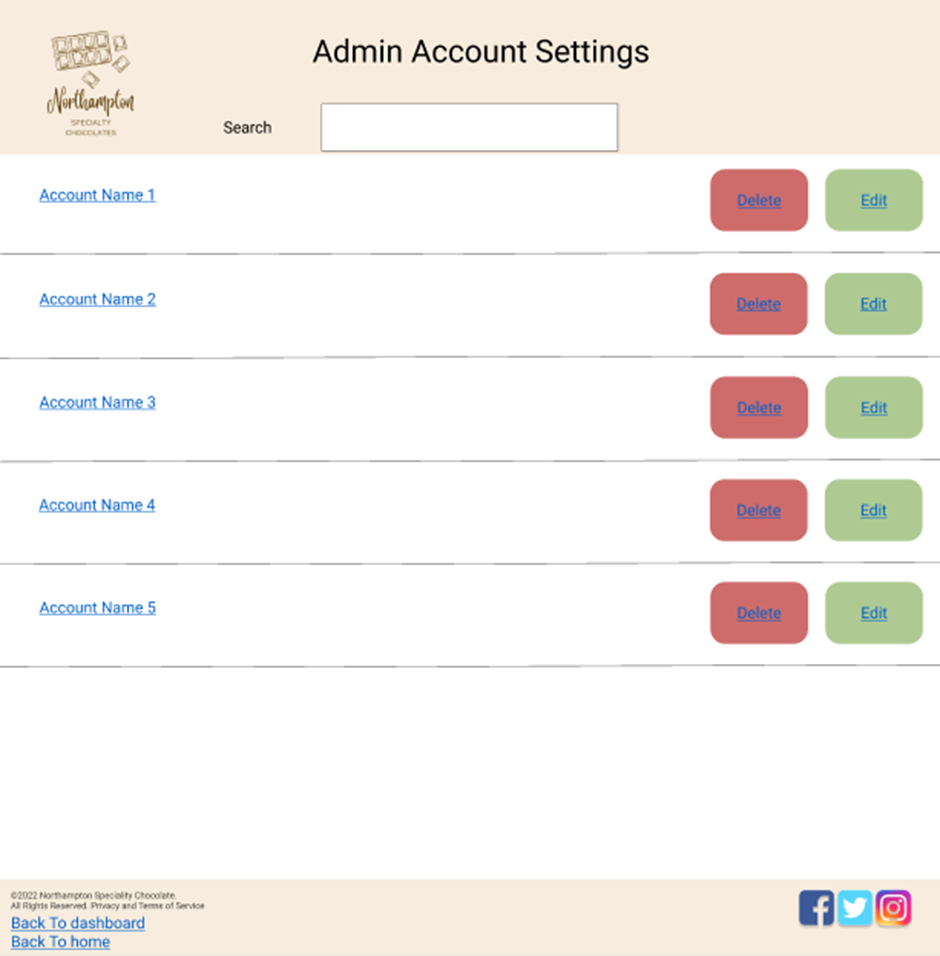 Northampton
SPECIALTY
CHOCOLATES
Admin Account Settings
Search
Account Name 1
Delete
Edit
Account Name 2
Delete
Edit
Account Name 3
Delete
Edit
Account Name 4
Delete
Edit
Account Name 5
Delete
Edit
©2022 Northampton Speciality Chocolate.
All Rights Reserved. Privacy and Terms of Service
Back To dashboard
Back To home